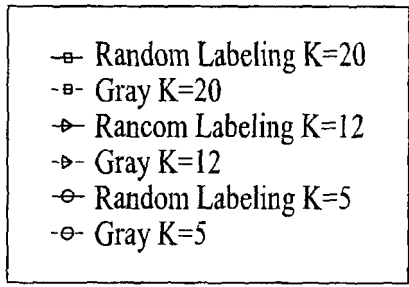 Random Labeling K=20
Gray K=20
Rancom Labeling K=12
Gray K=12
Random Labeling K=5
Gray K=5